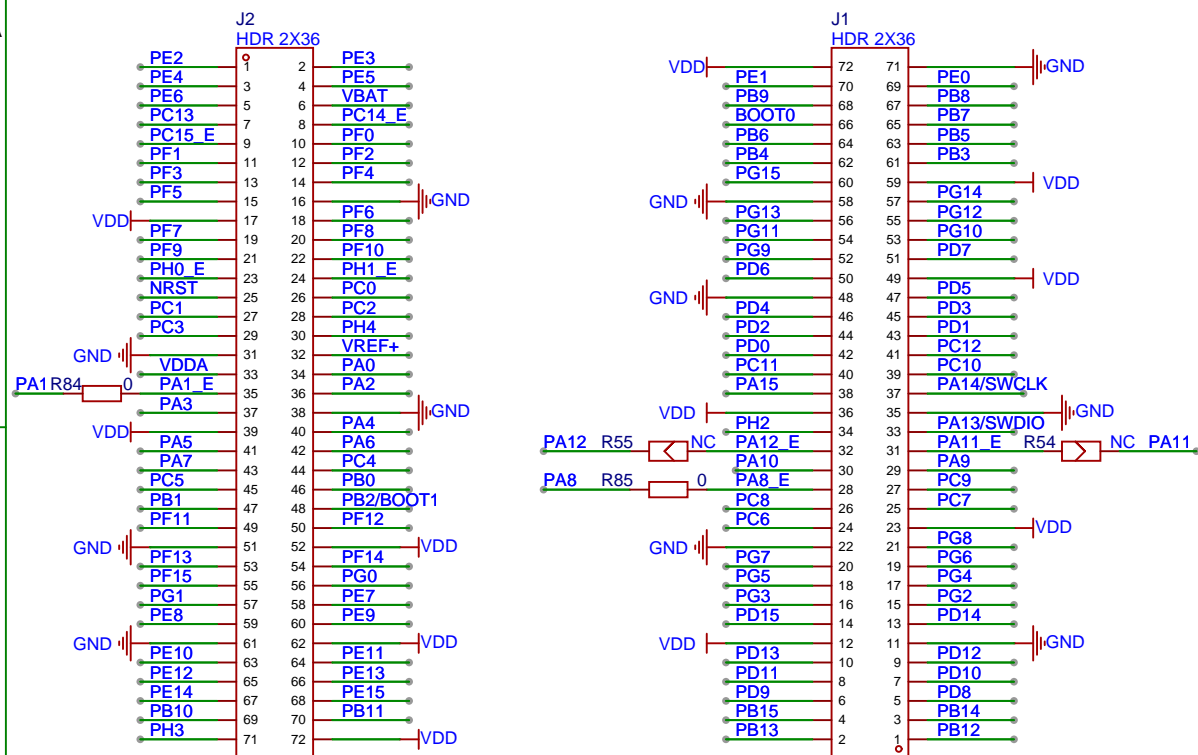 J2
HDR 2X36
PE2 1 2 PE3
PE4 3 4 PE5
PE6 5 6 VBAT
PC13 7 8 PC14_E
PC15_E 9 10 PF0
PF1 11 12 PF2
PF3 13 14 PF4
PF5 15 16 GND
VDD 17 18 PF6
PF7 19 20 PF8
PF9 21 22 PF10
PH0_E 23 24 PH1_E
NRST 25 26 PC0
PC1 27 28 PC2
PC3 29 30 PH4
GND 31 32 VREF+
VDDA 33 34 PA0
PA1 R84 0 PA1_E 35 36 PA2
PA3 37 38 GND
VDD 39 40 PA4
PA5 41 42 PA6
PA7 43 44 PC4
PC5 45 46 PB0
PB1 47 48 PB2/BOOT1
PF11 49 50 PF12
GND 51 52 VDD
PF13 53 54 PF14
PF15 55 56 PG0
PG1 57 58 PE7
PE8 59 60 PE9
GND 61 62 VDD
PE10 63 64 PE11
PE12 65 66 PE13
PE14 67 68 PE15
PB10 69 70 PB11
PH3 71 72 VDD
J1
HDR 2X36
VDD 72 71 GND
PE1 70 69 PE0
PB9 68 67 PB8
BOOT0 66 65 PB7
PB6 64 63 PB5
PB4 62 61 PB3
PG15 60 59 VDD
GND 58 57 PG14
PG13 56 55 PG12
PG11 54 53 PG10
PG9 52 51 PD7
PD6 50 49 VDD
GND 48 47 PD5
PD4 46 45 PD3
PD2 44 43 PD1
PD0 42 41 PC12
PC11 40 39 PC10
PA15 38 37 PA14/SWCLK
VDD 36 35 GND
PH2 34 33 PA13/SWDIO
PA12 R55 NC PA12_E 32 31 PA11_E R54 NC PA11
PA10 30 29 PA9
PA8 R85 0 PA8_E 28 27 PC9
PC8 26 25 PC7
PC6 24 23 VDD
GND 22 21 PG8
PG7 20 19 PG6
PG5 18 17 PG4
PG3 16 15 PG2
PD15 14 13 PD14
VDD 12 11 GND
PD13 10 9 PD12
PD11 8 7 PD10
PD9 6 5 PD8
PB15 4 3 PB14
PB13 2 1 PB12